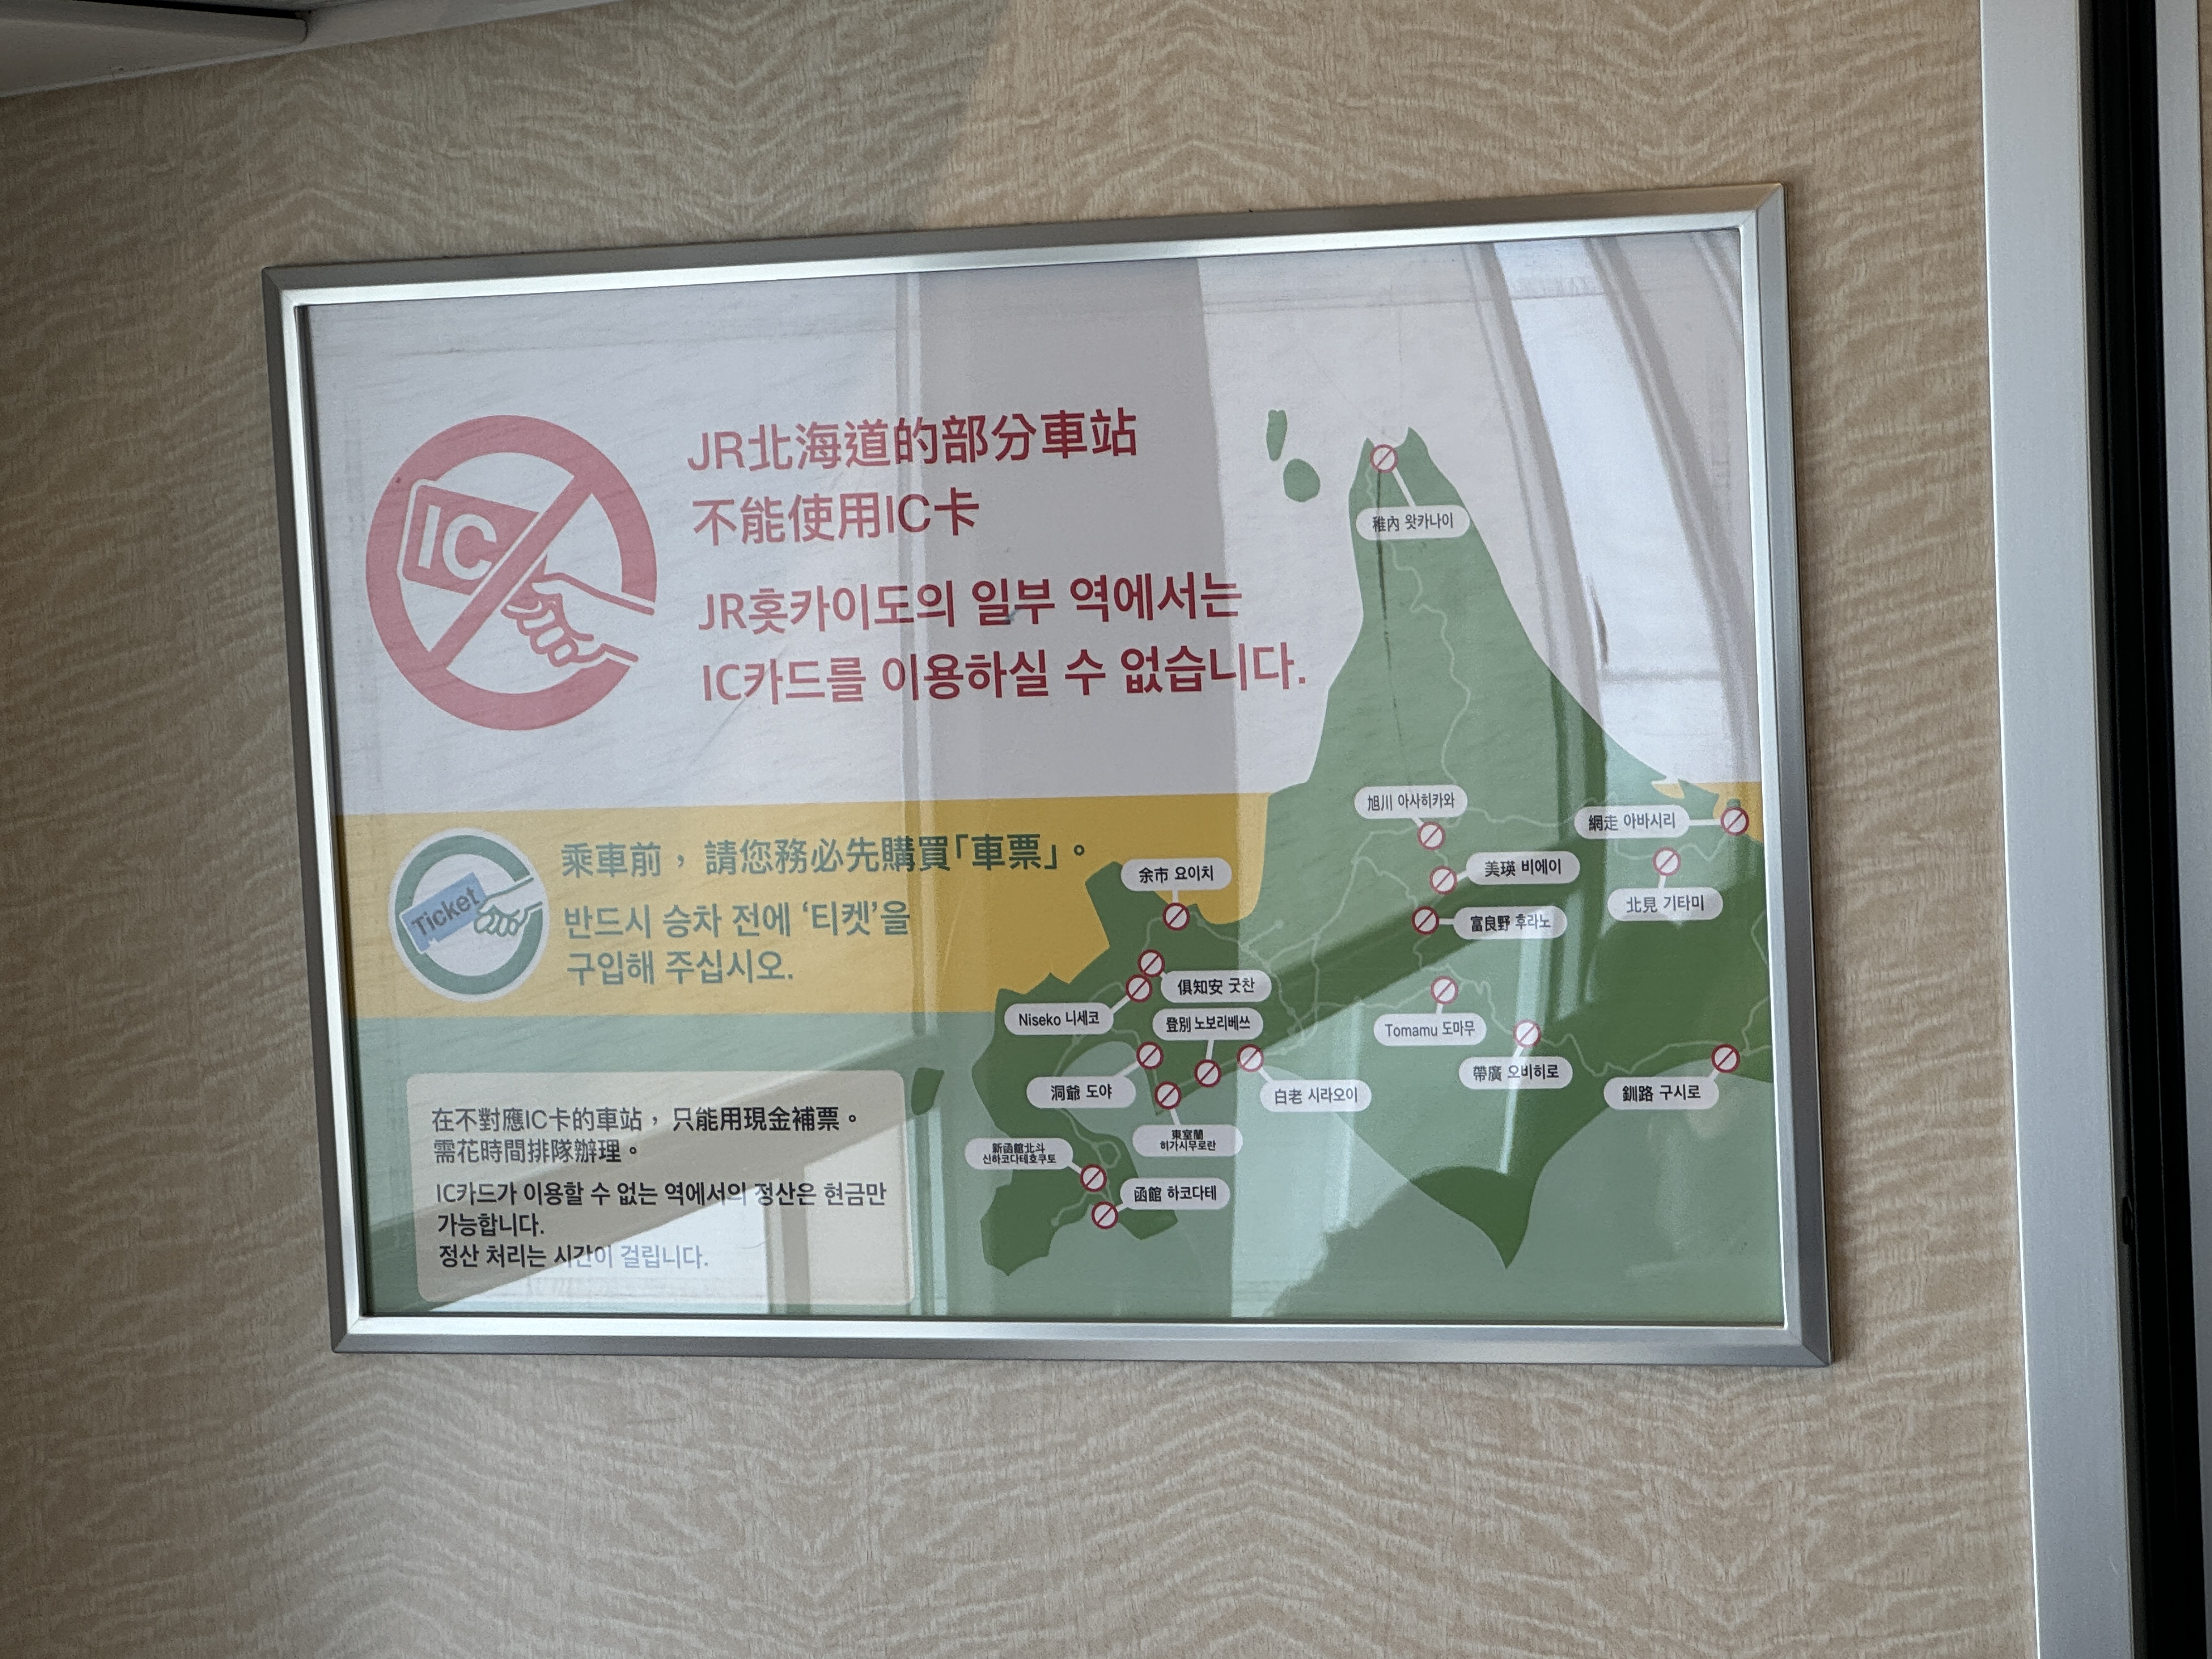 IC
JR北海道的部分車站
不能使用IC卡
JR홋카이도의 일부 역에서는
IC카드를 이용하실 수 없습니다.
Ticket
乘車前，請您務必先購買「車票」。
반드시 승차 전에 ‘티켓’을
구입해 주십시오.
在不對應IC卡的車站，只能用現金補票。
需花時間排隊辦理。
IC카드가 이용할 수 없는 역에서의 정산은 현금만
가능합니다.
정산 처리는 시간이 걸립니다.
稚內 왓카나이
旭川 아사히카와
網走 아바시리
美瑛 비에이
余市 요이치
北見 기타미
富良野 후라노
俱知安 굿찬
Niseko 니세코
登別 노보리베쓰
Tomamu 도마무
帶廣 오비히로
洞爺 도야
白老 시라오이
釧路 구시로
東室蘭
히가시무로란
新函館北斗
신하코다테호쿠토
函館 하코다테